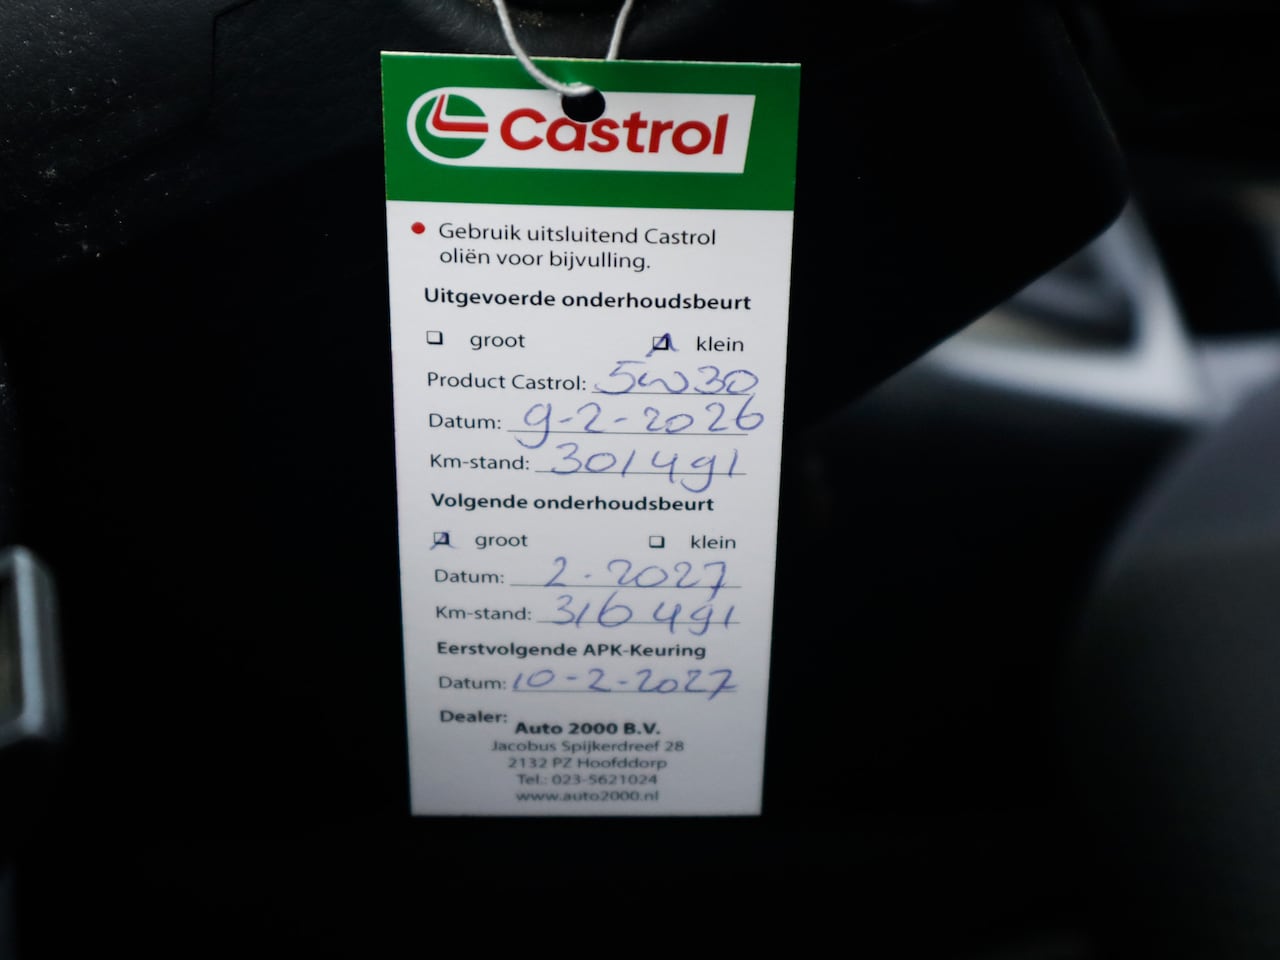 Castrol
Gebruik uitsluitend Castrol
oliën voor bijvulling.
Uitgevoerde onderhoudsbeurt
groot klein
Product Castrol: 5w30
Datum: 9-2-2026
Km-stand: 301491
Volgende onderhoudsbeurt
groot klein
Datum: 2-2027
Km-stand: 316491
Eerstvolgende APK-Keuring
Datum: 10-2-2027
Dealer:
Auto 2000 B.V.
Jacobus Spijkerdreef 28
2132 PZ Hoofddorp
Tel.: 023-5621024
www.auto2000.nl